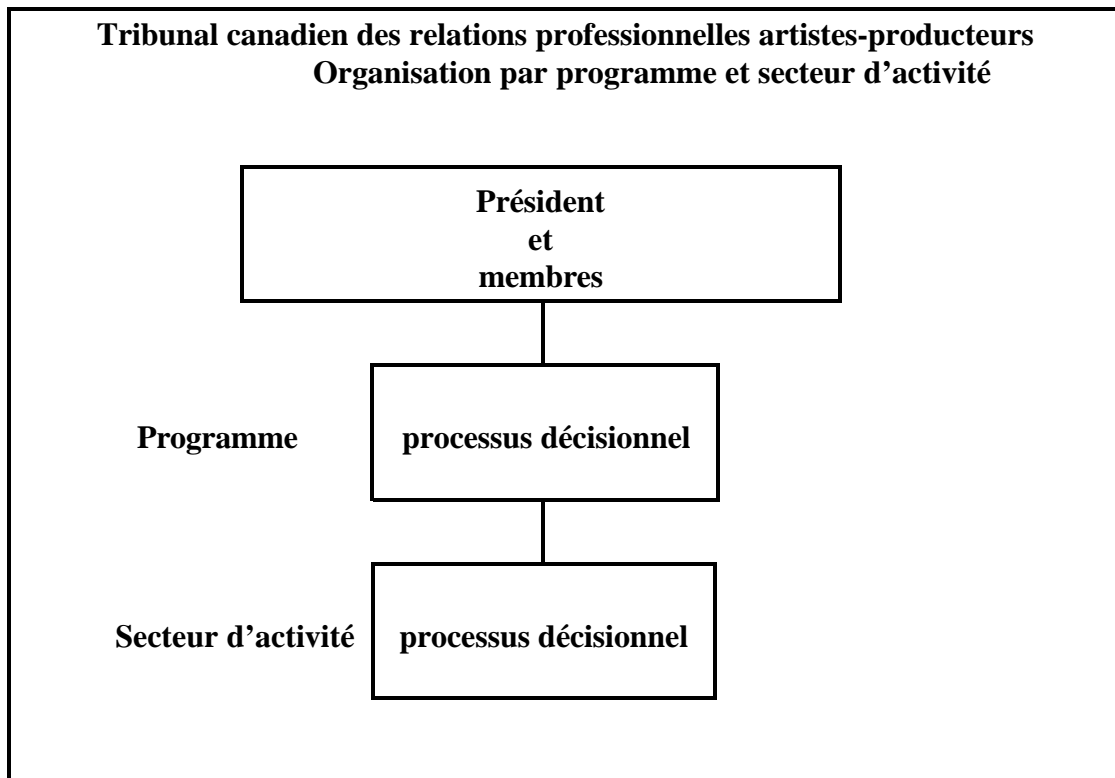 Tribunal canadien des relations professionnelles artistes-producteurs
Organisation par programme et secteur d’activité
Président
et
membres
Programme
processus décisionnel
Secteur d’activité
processus décisionnel